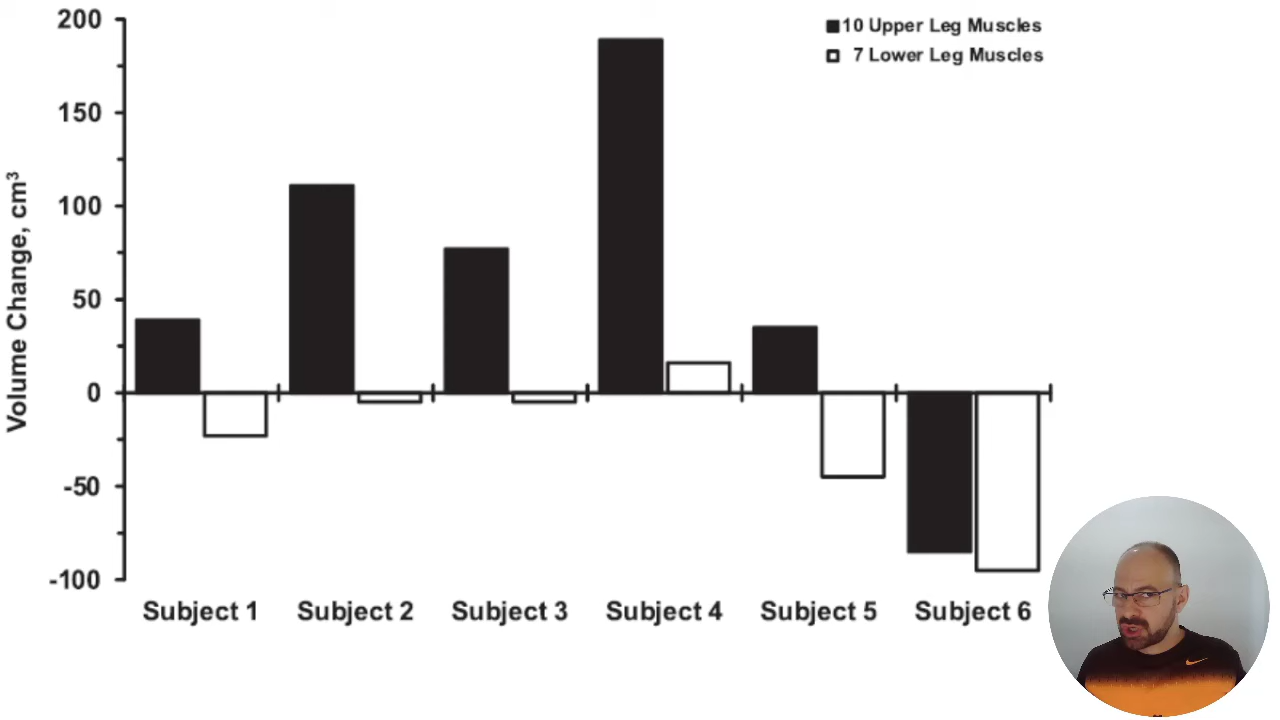 200
150
100
50
0
-50
-100
Volume Change, cm³
10 Upper Leg Muscles
7 Lower Leg Muscles
Subject 1 Subject 2 Subject 3 Subject 4 Subject 5 Subject 6